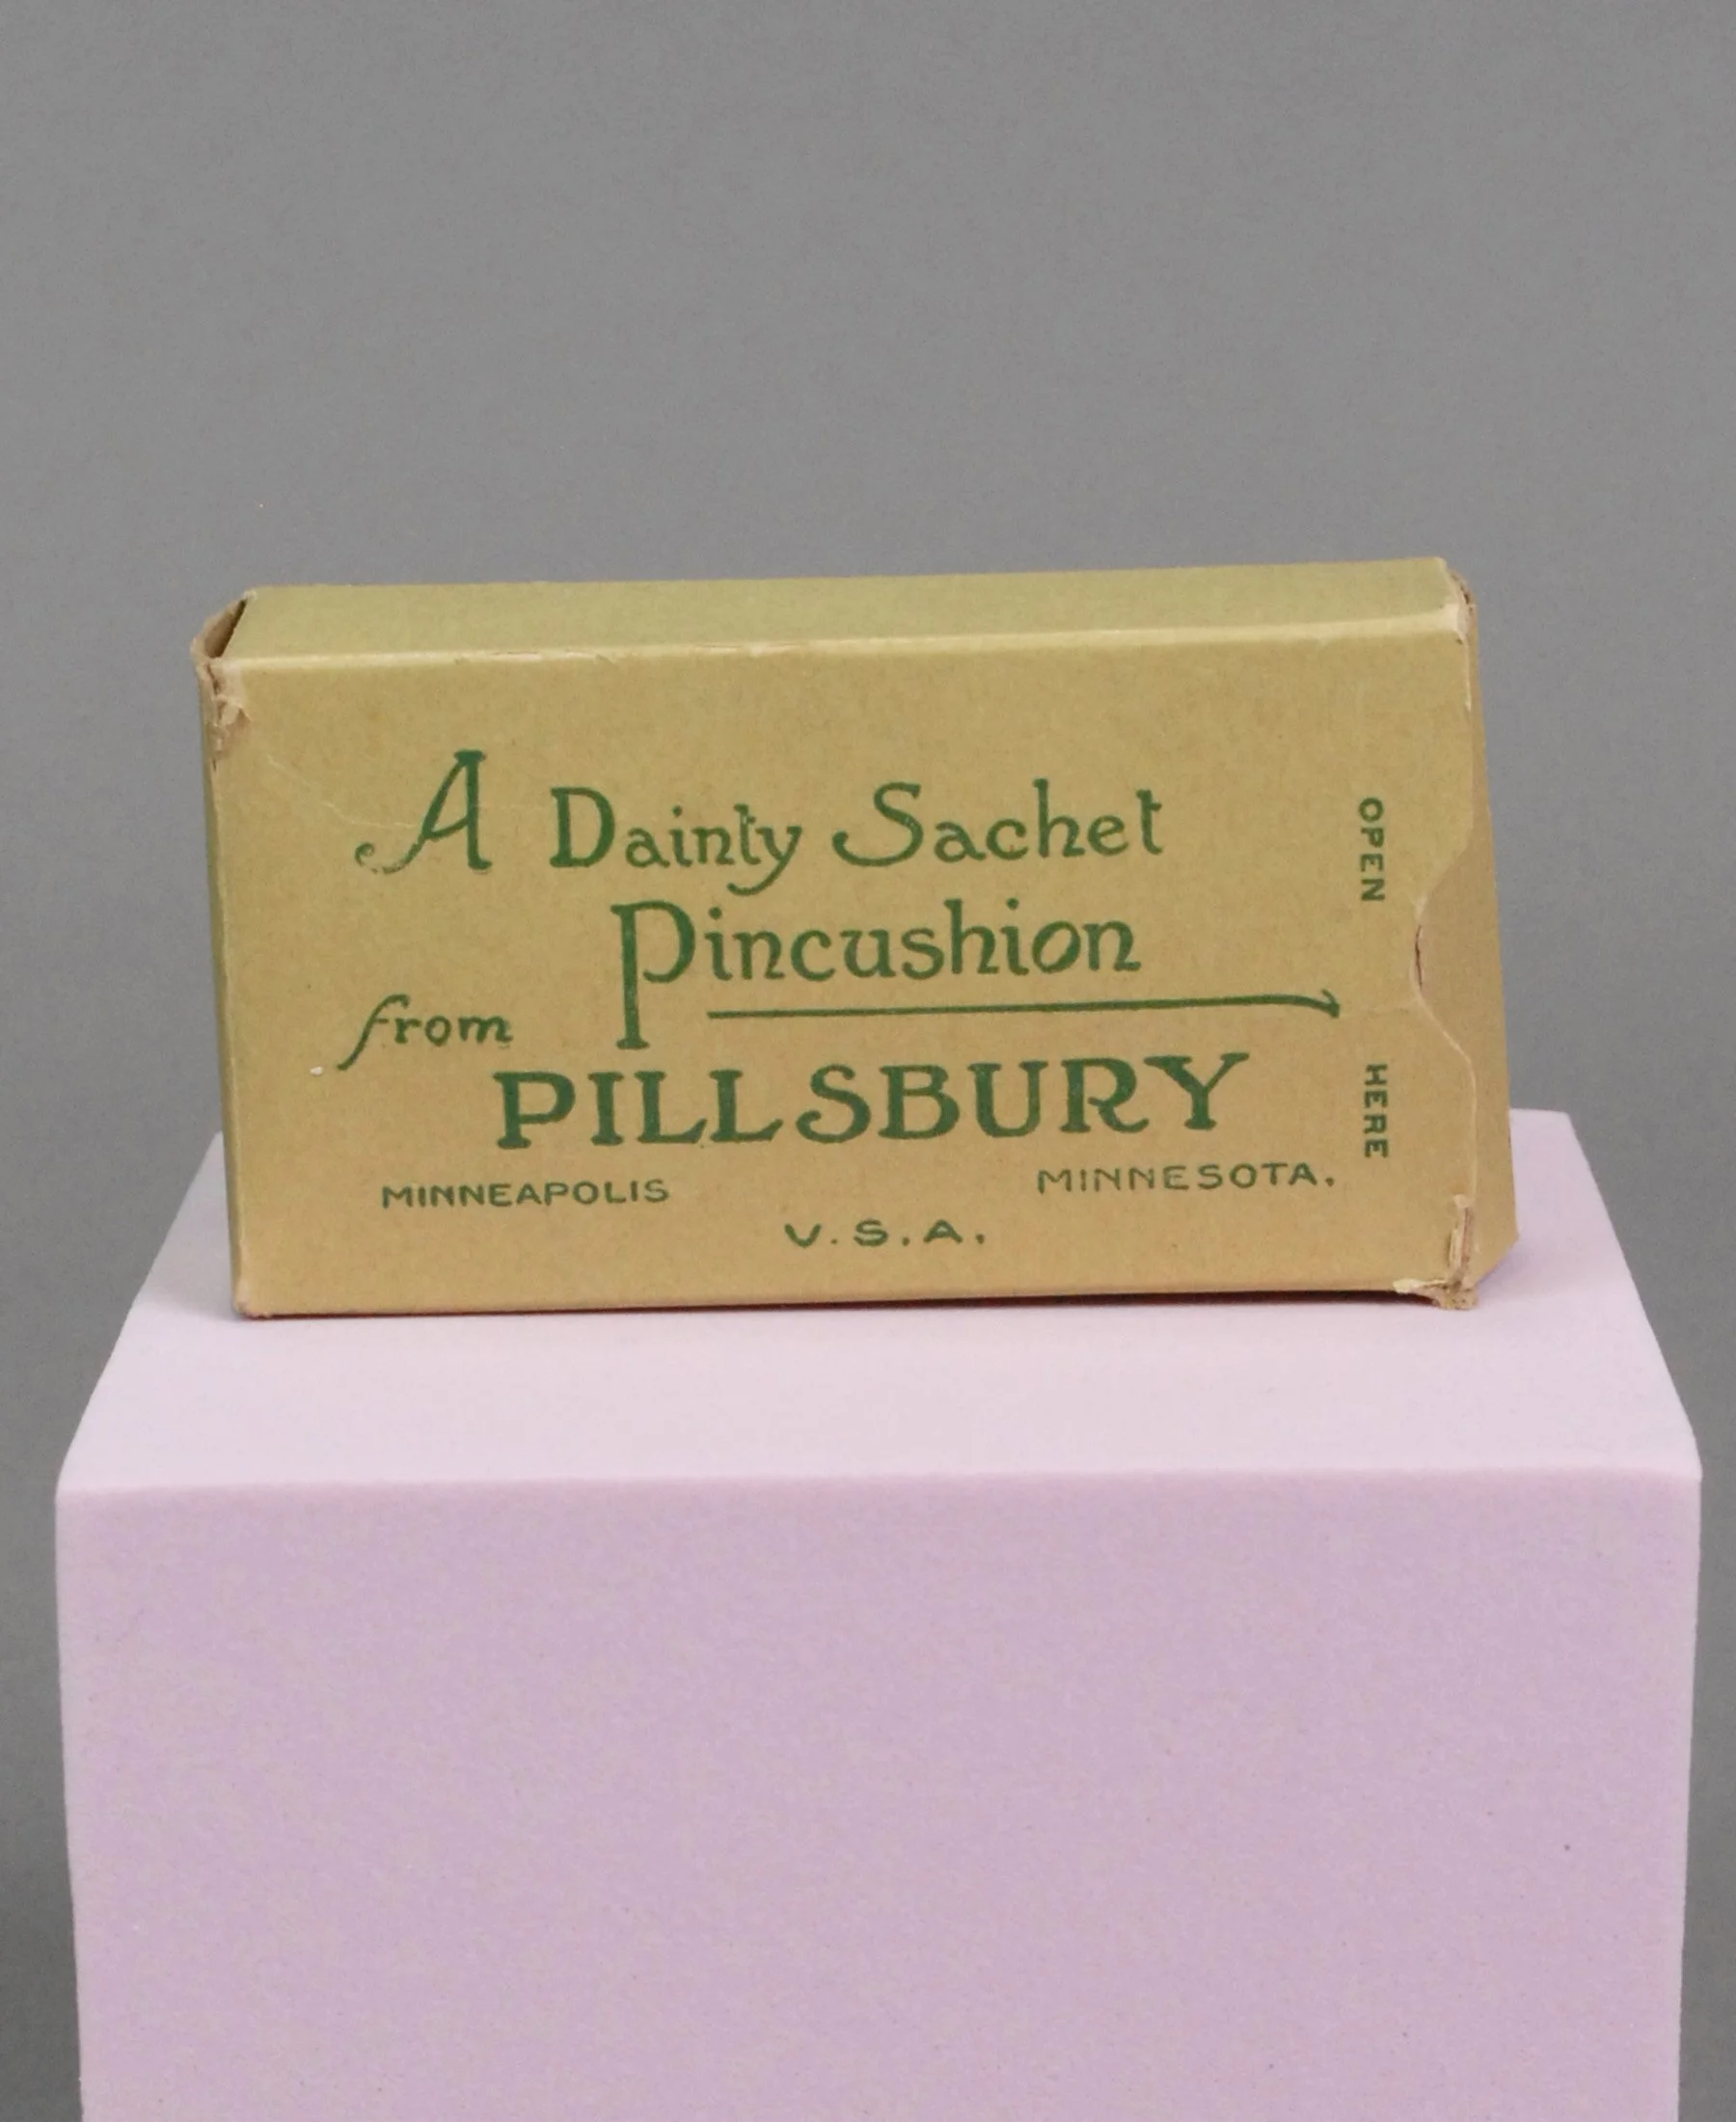 A Dainty Sachet
Pincushion
from
PILLSBURY
MINNEAPOLIS MINNESOTA.
U.S.A.
OPEN HERE